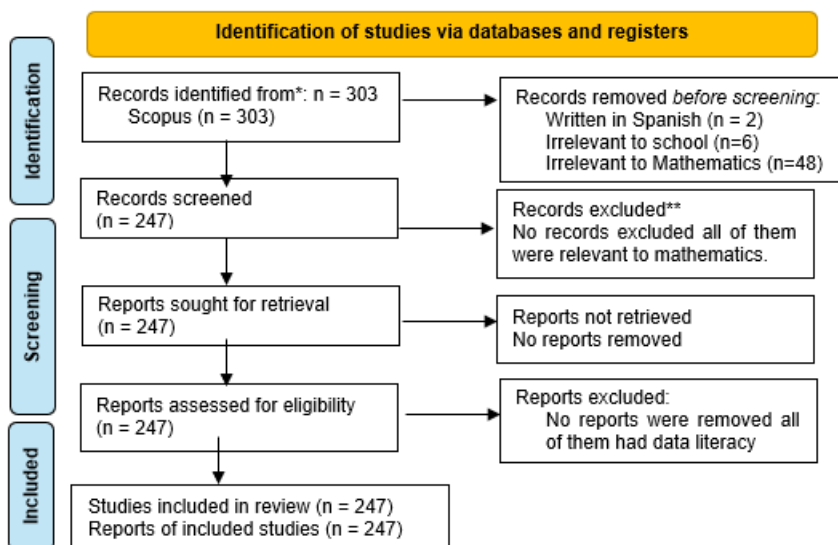 Identification of studies via databases and registers
Identification
Records identified from*: n = 303
Scopus (n = 303)
Records removed before screening:
Written in Spanish (n = 2)
Irrelevant to school (n=6)
Irrelevant to Mathematics (n=48)
Records screened
(n = 247)
Records excluded**
No records excluded all of them
were relevant to mathematics.
Screening
Reports sought for retrieval
(n = 247)
Reports not retrieved
No reports removed
Reports assessed for eligibility
(n = 247)
Reports excluded:
No reports were removed all
of them had data literacy
Included
Studies included in review (n = 247)
Reports of included studies (n = 247)